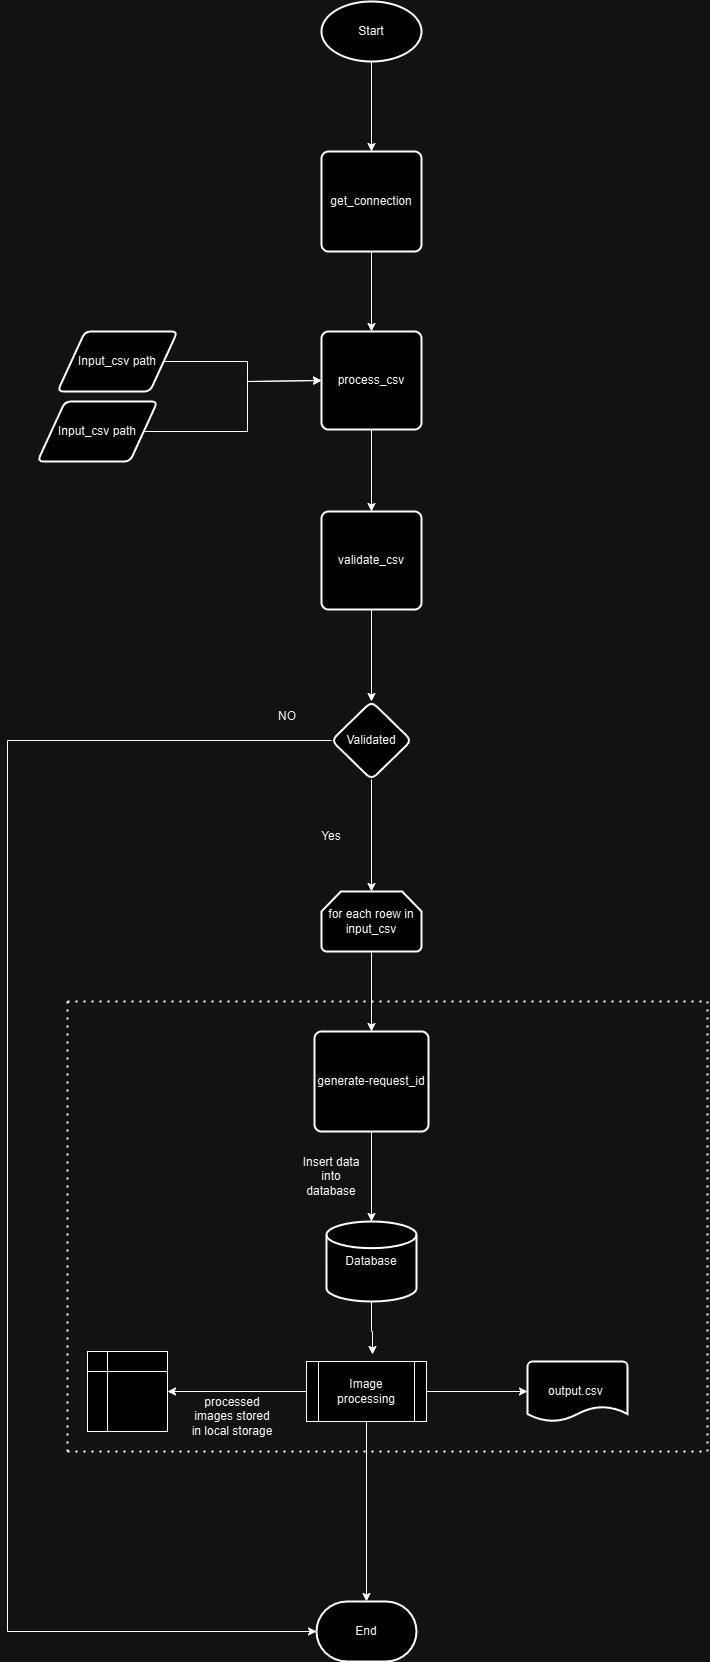 Start
get_connection
Input_csv path
process_csv
Input_csv path
validate_csv
NO
Validated
Yes
for each roew in
input_csv
generate-request_id
Insert data
into
database
Database
Image
processing
output.csv
processed
images stored
in local storage
End